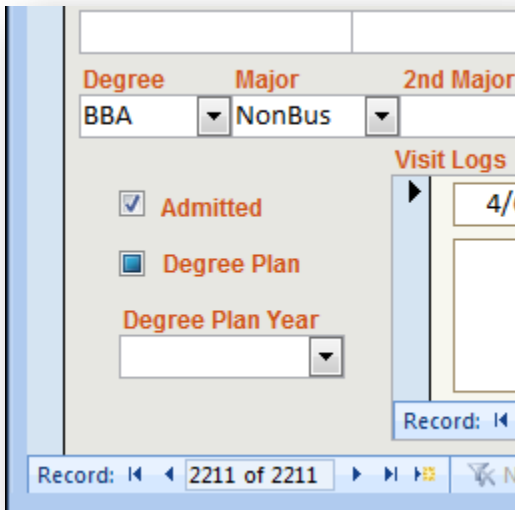 Degree Major 2nd Major
BBA NonBus
Visit Logs
Admitted
4/
Degree Plan
Degree Plan Year
Record:
Record: 2211 of 2211 N